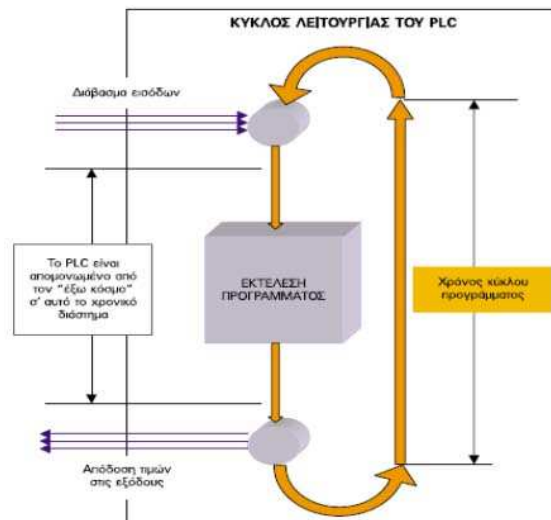 ΚΥΚΛΟΣ ΛΕΙΤΟΥΡΓΙΑΣ ΤΟΥ PLC
Διάβασμα εισόδων
Το PLC είναι
απομονωμένο από
τον "έξω κόσμο"
σ' αυτό το χρονικό
διάστημα
ΕΚΤΕΛΕΣΗ
ΠΡΟΓΡΑΜΜΑΤΟΣ
Χρόνος κύκλου
προγράμματος
Απόδοση τιμών
στις εξόδους